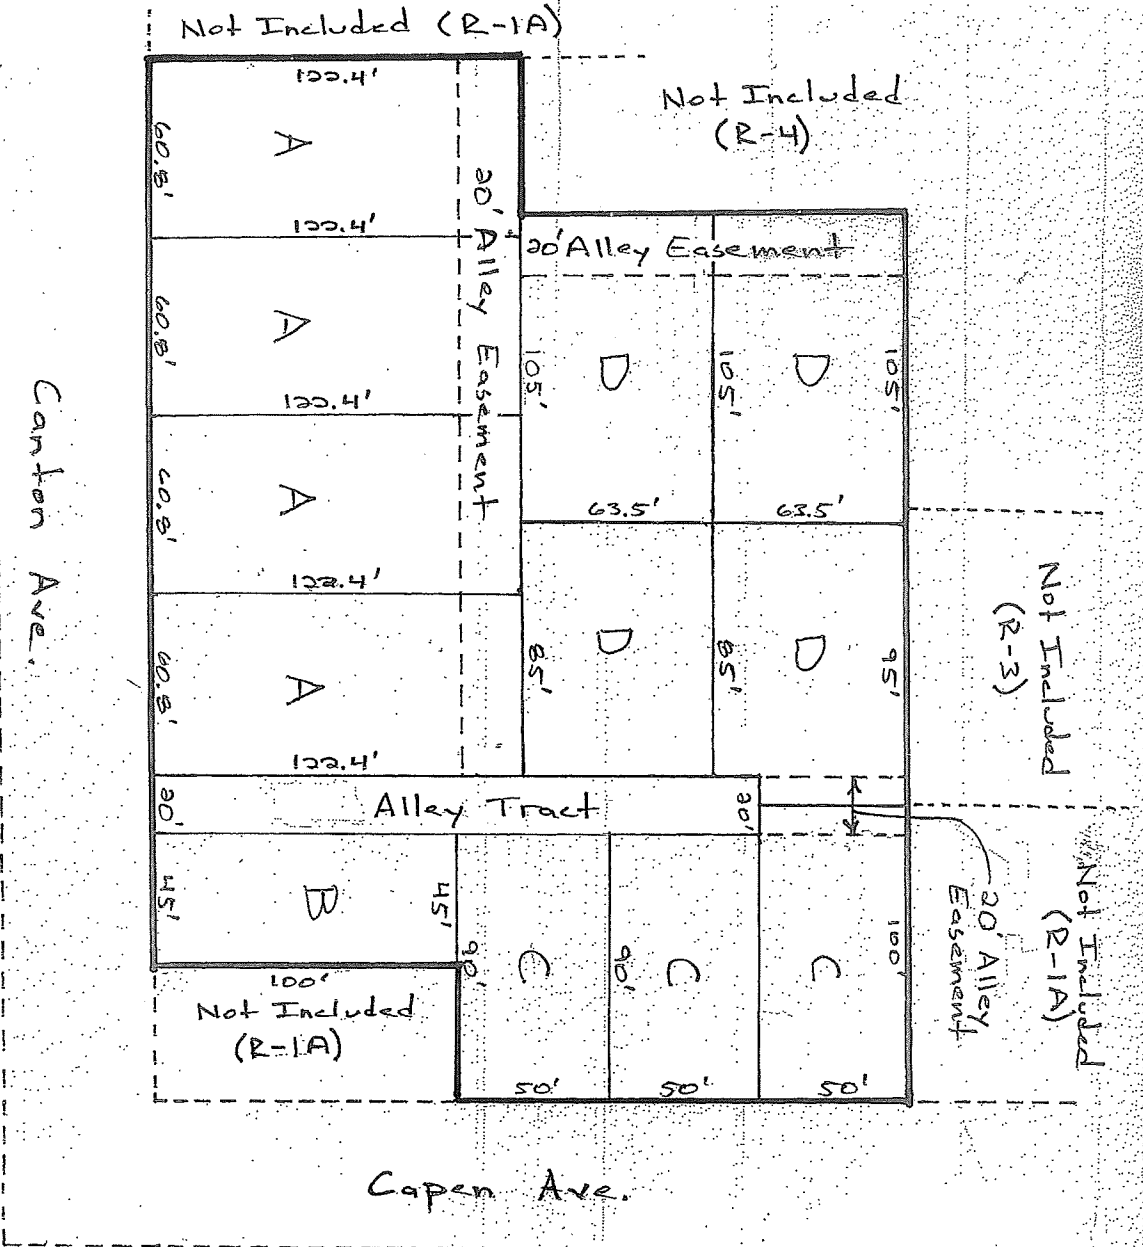 Not Included (R-1A)
122.4'
60.8'
A
122.4'
Not Included
(R-4)
20' Alley Easement
20' Alley Easement
60.8'
A
122.4'
105'
D
105'
D
105'
63.5'
63.5'
60.8'
A
122.4'
Canton Ave.
60.8'
A
122.4'
85'
D
85'
D
95'
Not Included
(R-3)
20'
Alley Tract
20'
45'
B
45'
100'
Not Included
(R-1A)
90'
C
90'
C
C
100'
20' Alley
Easement
Not Included
(R-1A)
50'
50'
50'
Capen Ave.